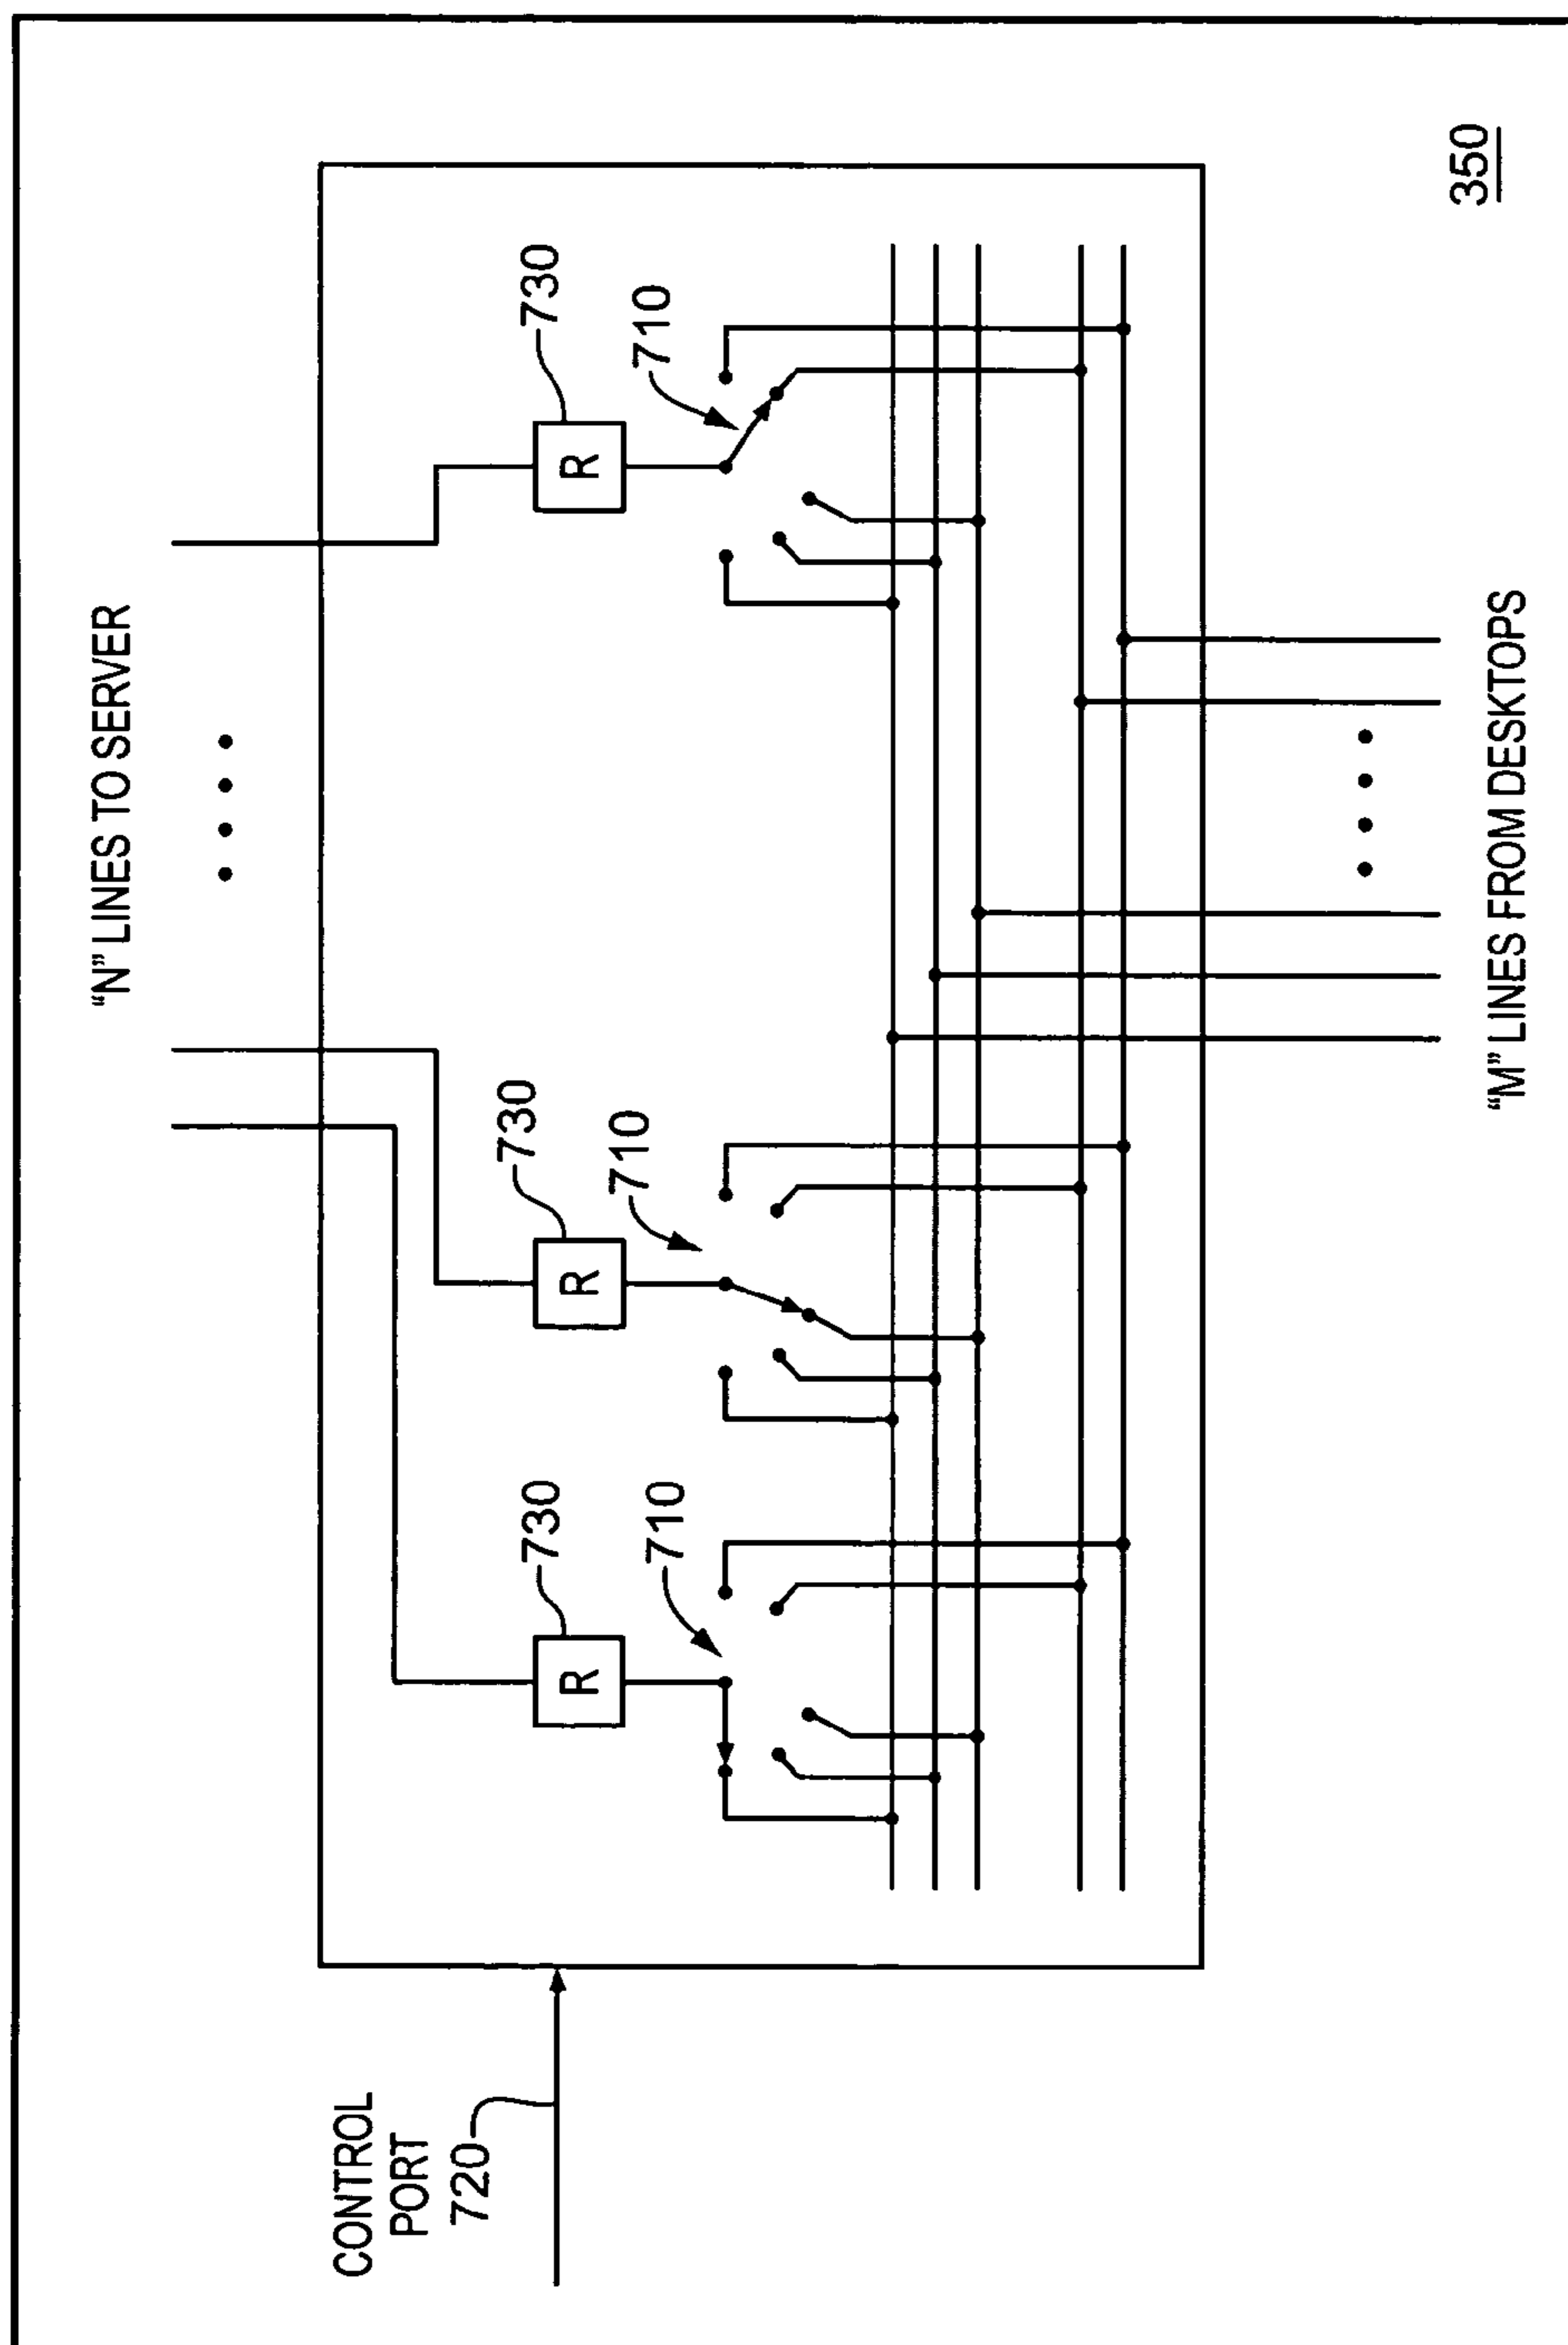 “N” LINES TO SERVER
CONTROL
PORT
720
730
R
710
730
R
710
730
R
710
“M” LINES FROM DESKTOPS
350